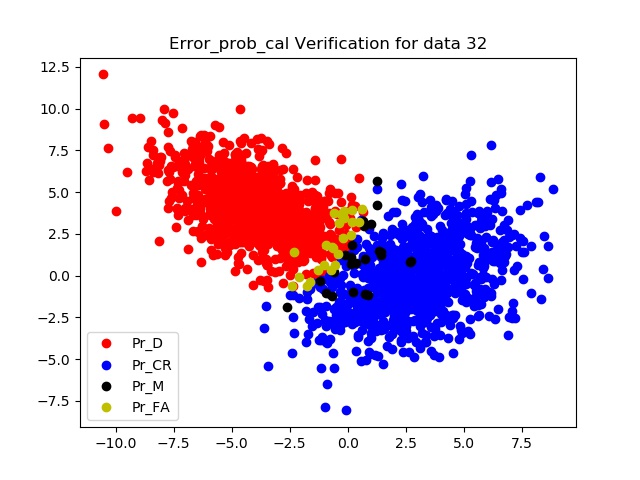 Error_prob_cal Verification for data 32
12.5
10.0
7.5
5.0
2.5
0.0
−2.5
−5.0
−7.5
Pr_D
Pr_CR
Pr_M
Pr_FA
−10.0 −7.5 −5.0 −2.5 0.0 2.5 5.0 7.5